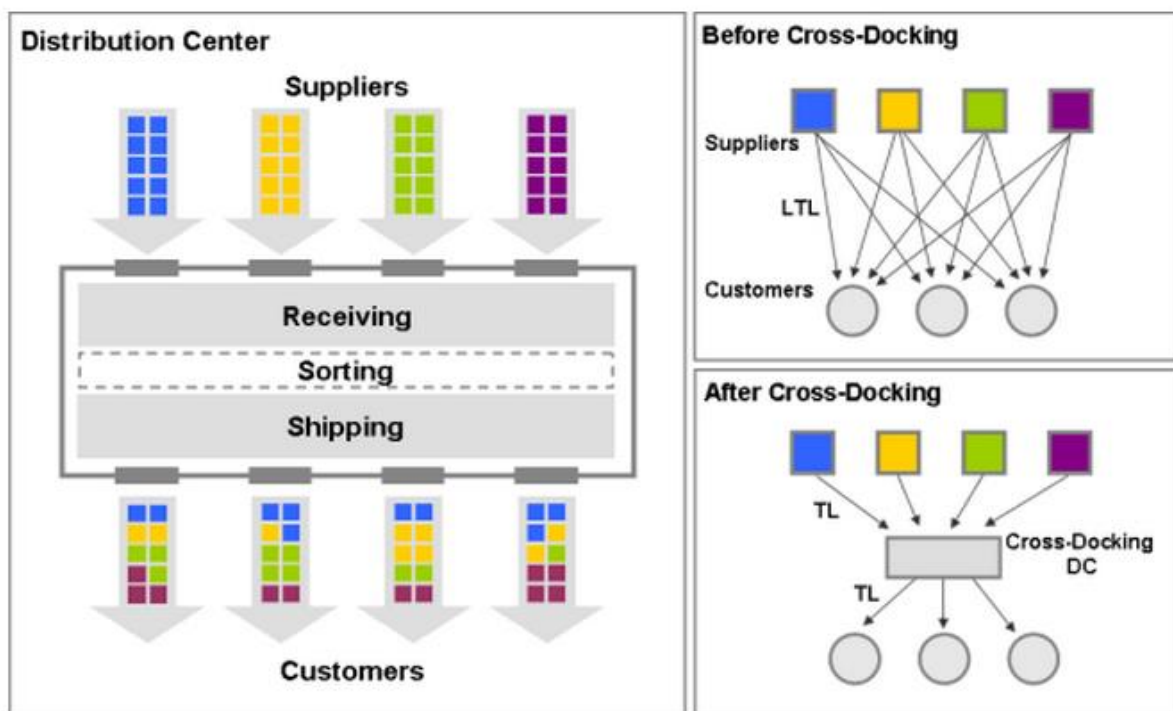 Distribution Center
Suppliers
Receiving
Sorting
Shipping
Customers
Before Cross-Docking
Suppliers
LTL
Customers
After Cross-Docking
TL
Cross-Docking
DC
TL